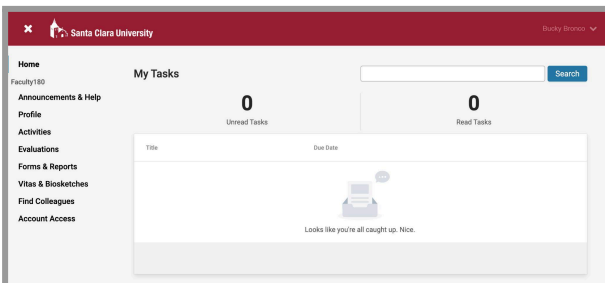 Santa Clara University
Bucky Bronco
Home
Faculty180
Announcements & Help
Profile
Activities
Evaluations
Forms & Reports
Vitas & Biosketches
Find Colleagues
Account Access
My Tasks
Search
0
Unread Tasks
0
Read Tasks
Title
Due Date
Looks like you're all caught up. Nice.